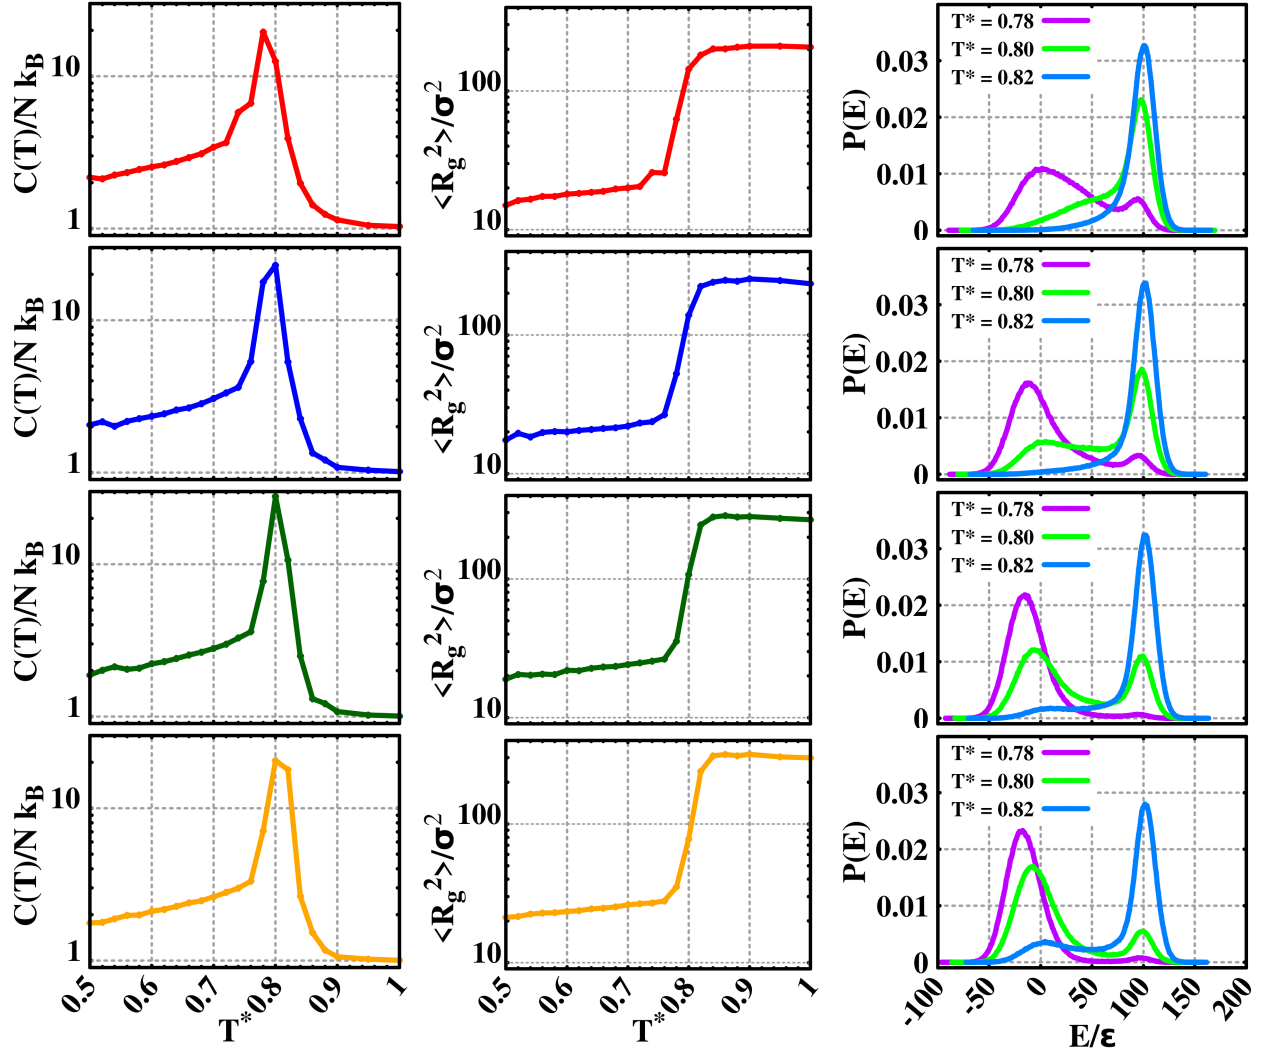 C(T)/N k_B
10
1
<R_g^2>/σ^2
100
10
P(E)
0.03
0.02
0.01
0
T* = 0.78
T* = 0.80
T* = 0.82
C(T)/N k_B
10
1
<R_g^2>/σ^2
100
10
P(E)
0.03
0.02
0.01
0
T* = 0.78
T* = 0.80
T* = 0.82
C(T)/N k_B
10
1
<R_g^2>/σ^2
100
10
P(E)
0.03
0.02
0.01
0
T* = 0.78
T* = 0.80
T* = 0.82
C(T)/N k_B
10
1
<R_g^2>/σ^2
100
10
P(E)
0.03
0.02
0.01
0
T* = 0.78
T* = 0.80
T* = 0.82
0.5 0.6 0.7 0.8 0.9 1
T*
0.5 0.6 0.7 0.8 0.9 1
T*
-100 -50 0 50 100 150 200
E/ε